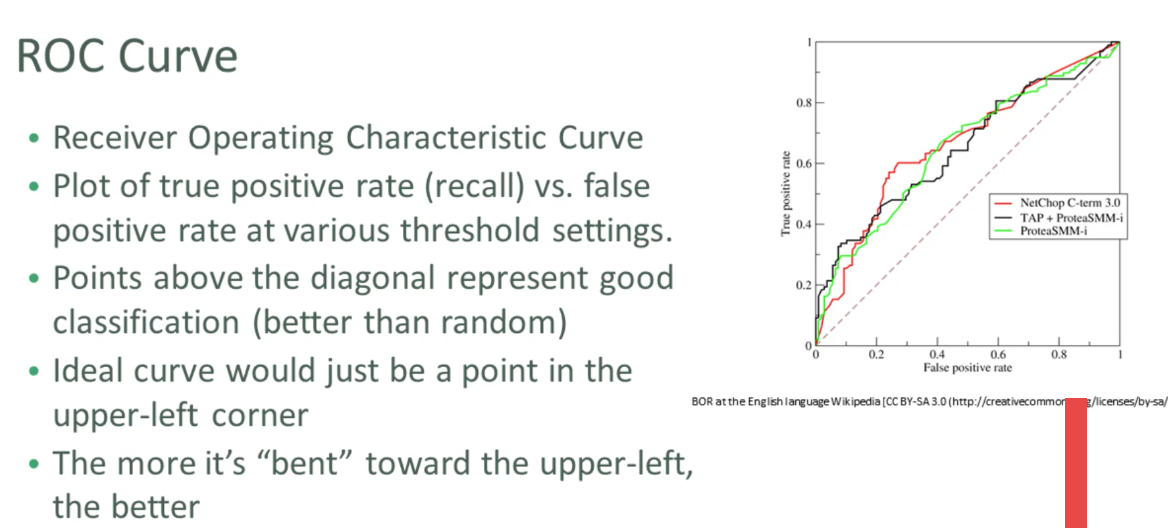 ROC Curve
• Receiver Operating Characteristic Curve
• Plot of true positive rate (recall) vs. false
positive rate at various threshold settings.
• Points above the diagonal represent good
classification (better than random)
• Ideal curve would just be a point in the
upper-left corner
• The more it’s “bent” toward the upper-left,
the better
1
0.8
0.6
0.4
0.2
0
True positive rate
NetChop C-term 3.0
TAP + ProteaSMM-i
ProteaSMM-i
0 0.2 0.4 0.6 0.8 1
False positive rate
BOR at the English language Wikipedia [CC BY-SA 3.0 (http://creativecommon g/licenses/by-sa/